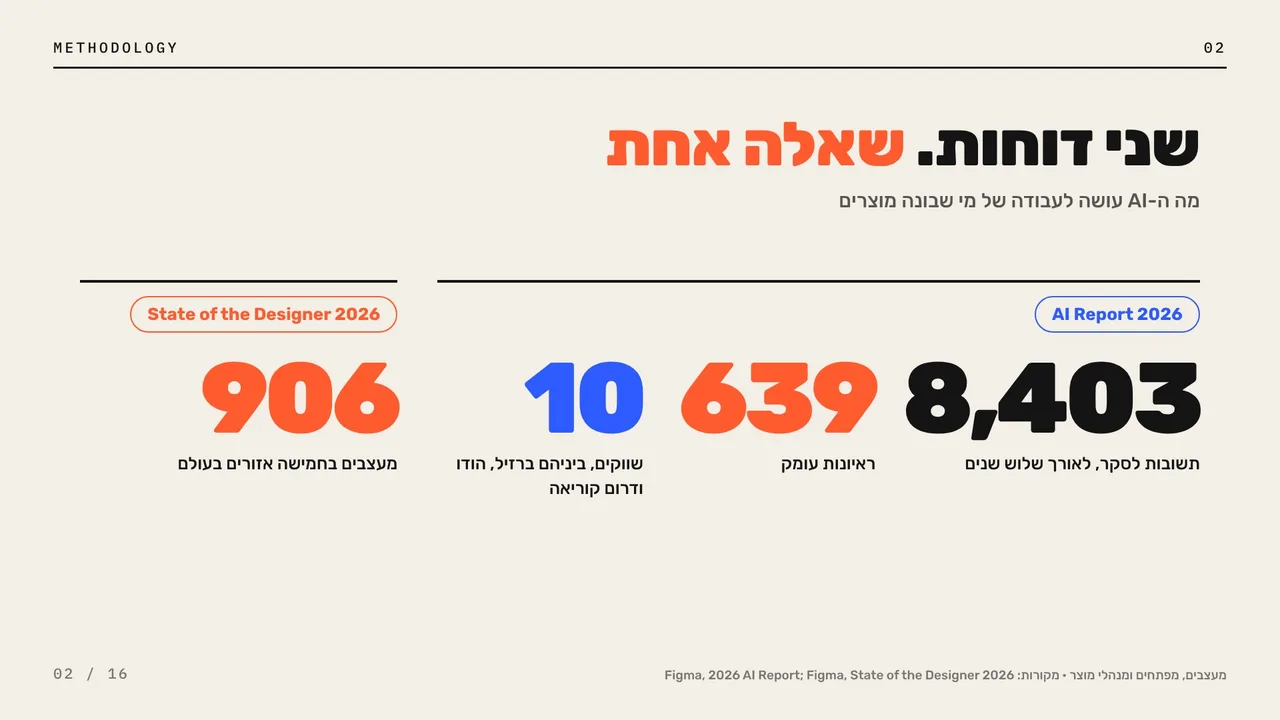 METHODOLOGY
02
שני דוחות. שאלה אחת
מה ה-AI עושה לעבודה של מי שבונה מוצרים
AI Report 2026
8,403
תשובות לסקר, לאורך שלוש שנים
639
ראיונות עומק
10
שווקים, ביניהם ברזיל, הודו
ודרום קוריאה
State of the Designer 2026
906
מעצבים בחמישה אזורים בעולם
מעצבים, מפתחים ומנהלי מוצר • מקורות: Figma, 2026 AI Report; Figma, State of the Designer 2026
02 / 16